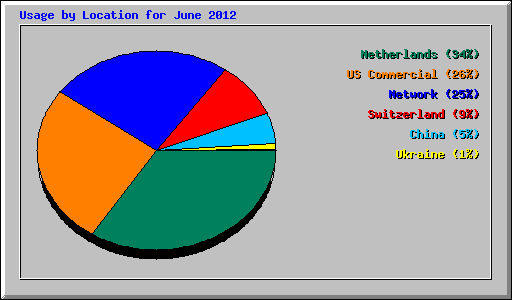 Usage by Location for June 2012
Netherlands (34%)
US Commercial (26%)
Network (25%)
Switzerland (9%)
China (5%)
Ukraine (1%)